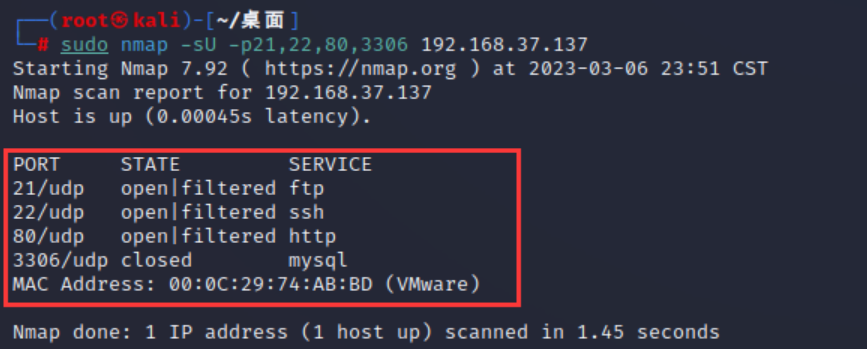 ┌──(root㉿kali)-[~/桌面]
└─# sudo nmap -sU -p21,22,80,3306 192.168.37.137
Starting Nmap 7.92 ( https://nmap.org ) at 2023-03-06 23:51 CST
Nmap scan report for 192.168.37.137
Host is up (0.00045s latency).
PORT     STATE         SERVICE
21/udp   open|filtered ftp
22/udp   open|filtered ssh
80/udp   open|filtered http
3306/udp closed        mysql
MAC Address: 00:0C:29:74:AB:BD (VMware)
Nmap done: 1 IP address (1 host up) scanned in 1.45 seconds